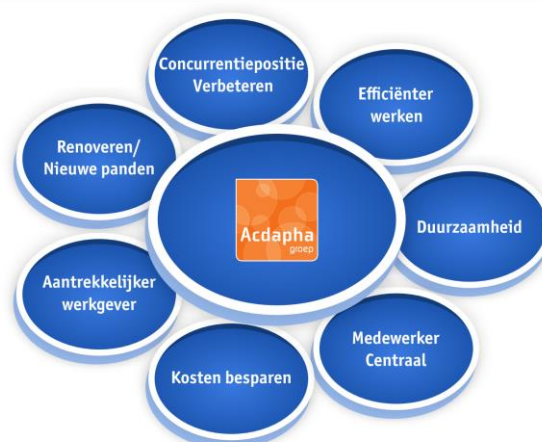 Concurrentiepositie
Verbeteren
Efficiënter
werken
Renoveren/
Nieuwe panden
Acdapha
groep
Duurzaamheid
Aantrekkelijker
werkgever
Medewerker
Centraal
Kosten besparen